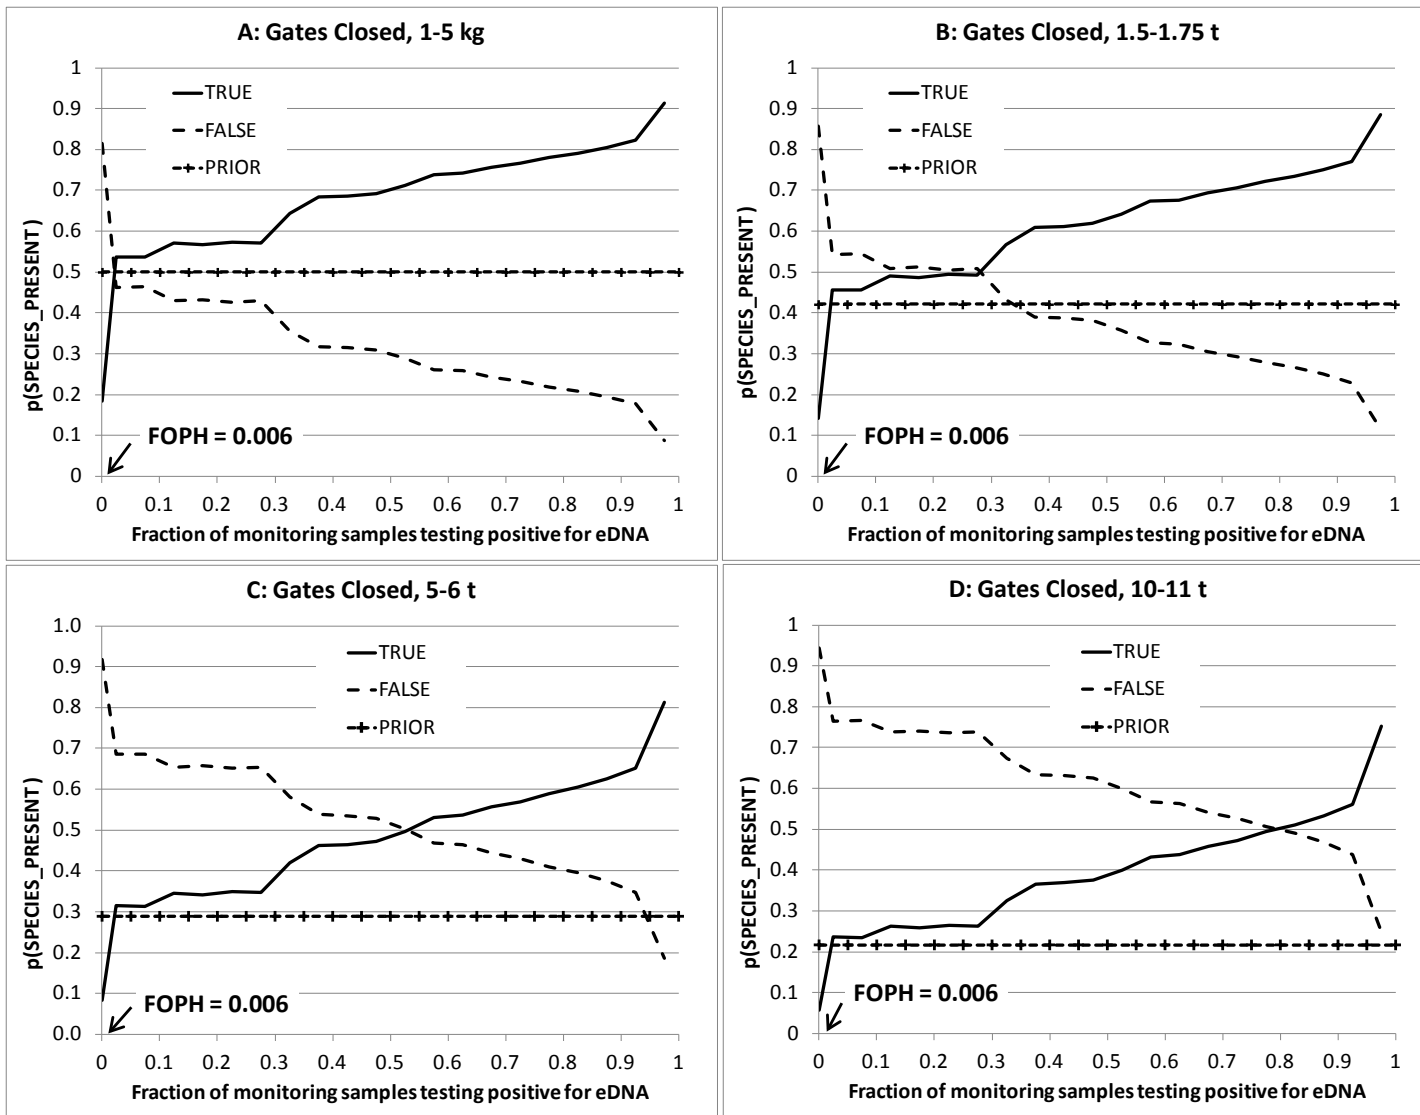 A: Gates Closed, 1-5 kg
p(SPECIES_PRESENT)
1
0.9
0.8
0.7
0.6
0.5
0.4
0.3
0.2
0.1
0
TRUE
FALSE
PRIOR
FOPH = 0.006
0 0.1 0.2 0.3 0.4 0.5 0.6 0.7 0.8 0.9 1
Fraction of monitoring samples testing positive for eDNA
B: Gates Closed, 1.5-1.75 t
p(SPECIES_PRESENT)
1
0.9
0.8
0.7
0.6
0.5
0.4
0.3
0.2
0.1
0
TRUE
FALSE
PRIOR
FOPH = 0.006
0 0.1 0.2 0.3 0.4 0.5 0.6 0.7 0.8 0.9 1
Fraction of monitoring samples testing positive for eDNA
C: Gates Closed, 5-6 t
p(SPECIES_PRESENT)
1.0
0.9
0.8
0.7
0.6
0.5
0.4
0.3
0.2
0.1
0.0
TRUE
FALSE
PRIOR
FOPH = 0.006
0 0.1 0.2 0.3 0.4 0.5 0.6 0.7 0.8 0.9 1
Fraction of monitoring samples testing positive for eDNA
D: Gates Closed, 10-11 t
p(SPECIES_PRESENT)
1
0.9
0.8
0.7
0.6
0.5
0.4
0.3
0.2
0.1
0
TRUE
FALSE
PRIOR
FOPH = 0.006
0 0.1 0.2 0.3 0.4 0.5 0.6 0.7 0.8 0.9 1
Fraction of monitoring samples testing positive for eDNA